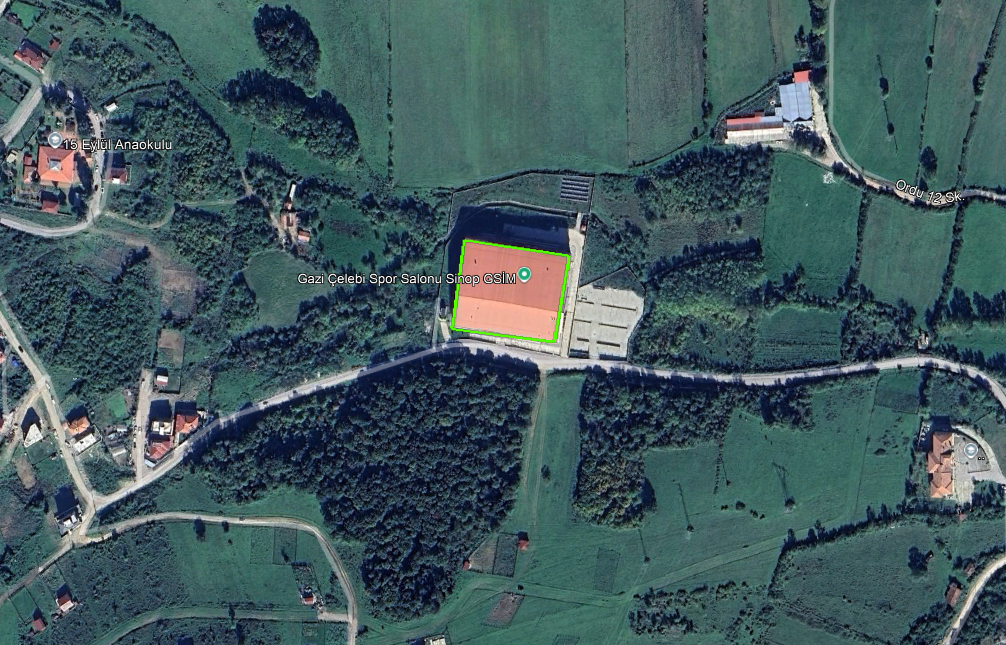 15 Eylül Anaokulu
Ordu 12 Sk.
Gazi Çelebi Spor Salonu Sinop GSİM